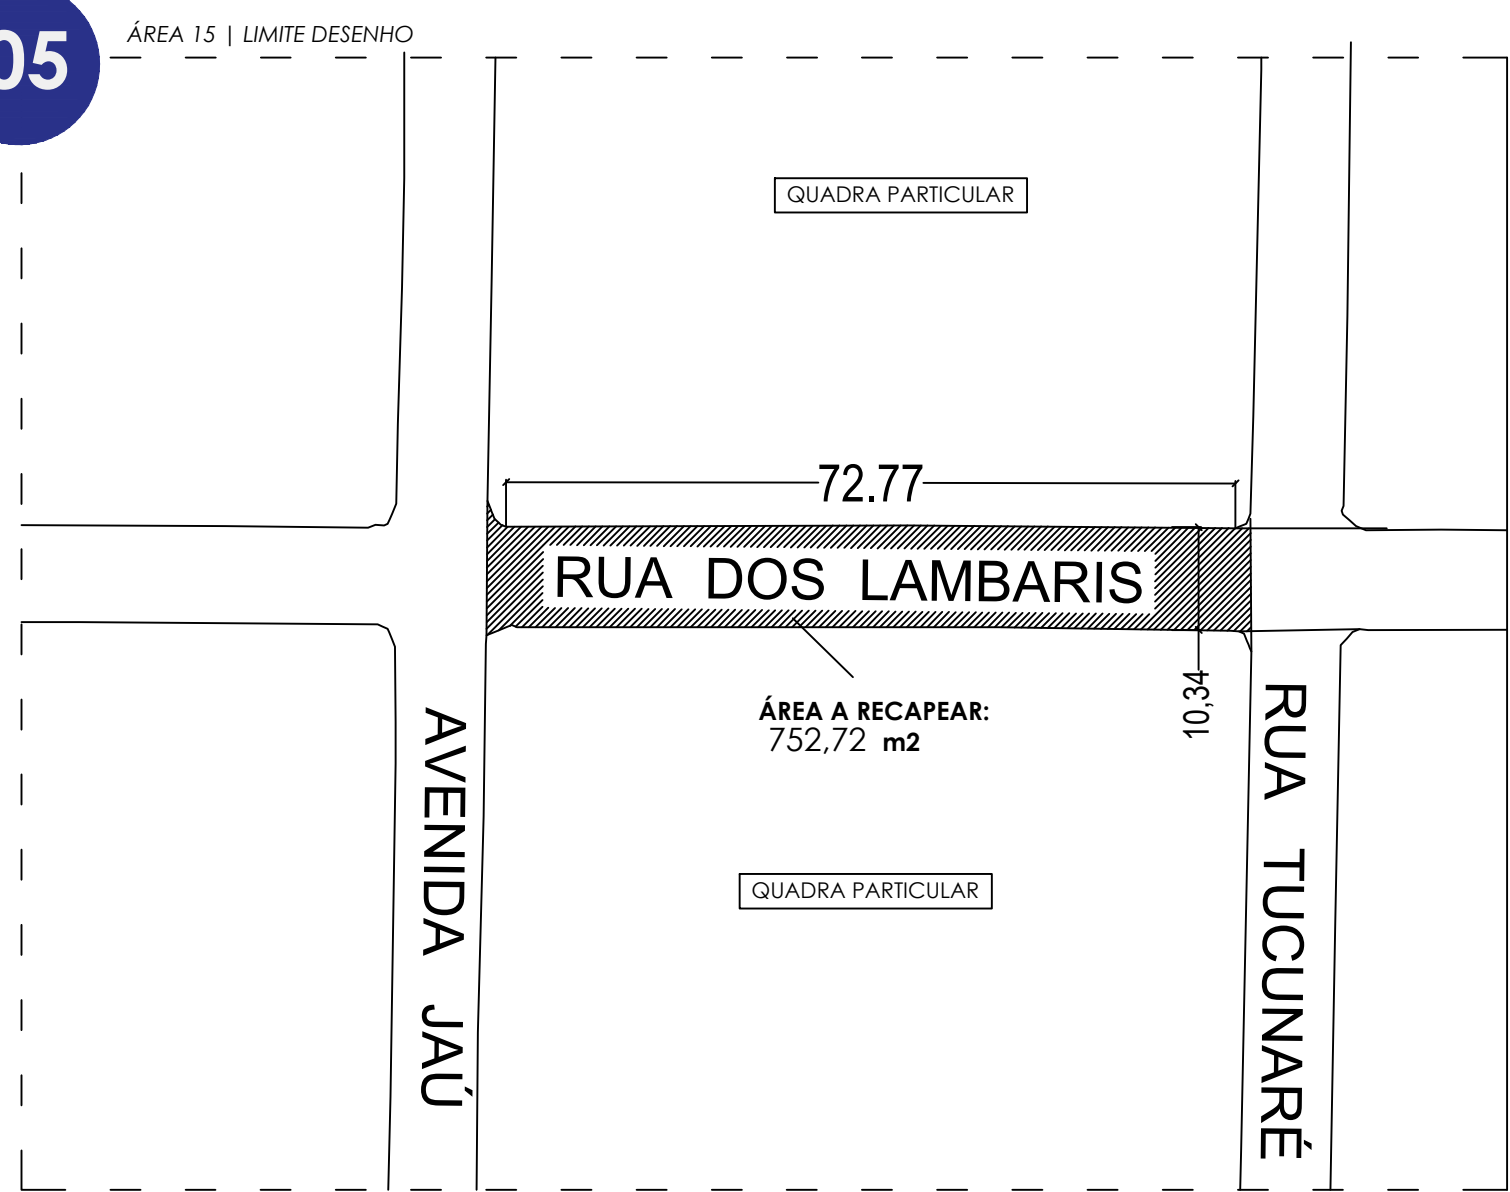 05
ÁREA 15 | LIMITE DESENHO
QUADRA PARTICULAR
72.77
RUA DOS LAMBARIS
10,34
ÁREA A RECAPEAR:
752,72 m2
AVENIDA JAÚ
RUA TUCUNARÉ
QUADRA PARTICULAR